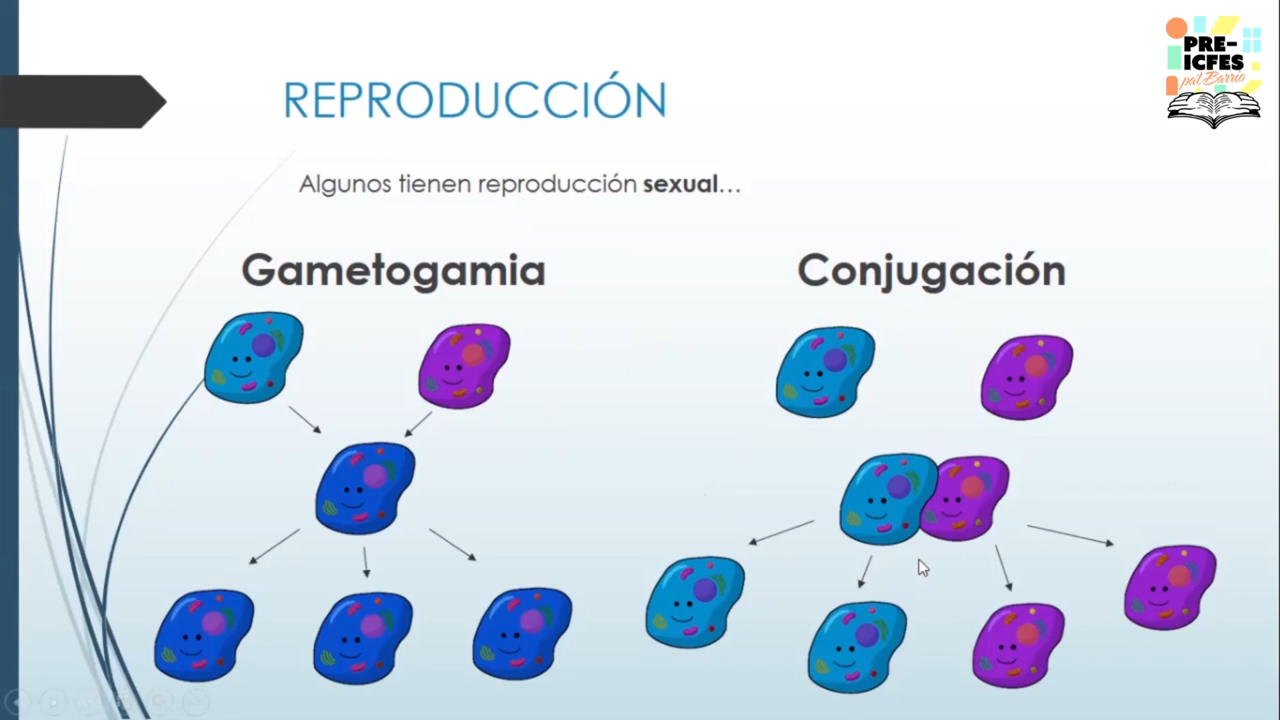 PRE-
ICFES
pal Barrio
REPRODUCCIÓN
Algunos tienen reproducción sexual...
Gametogamia
Conjugación